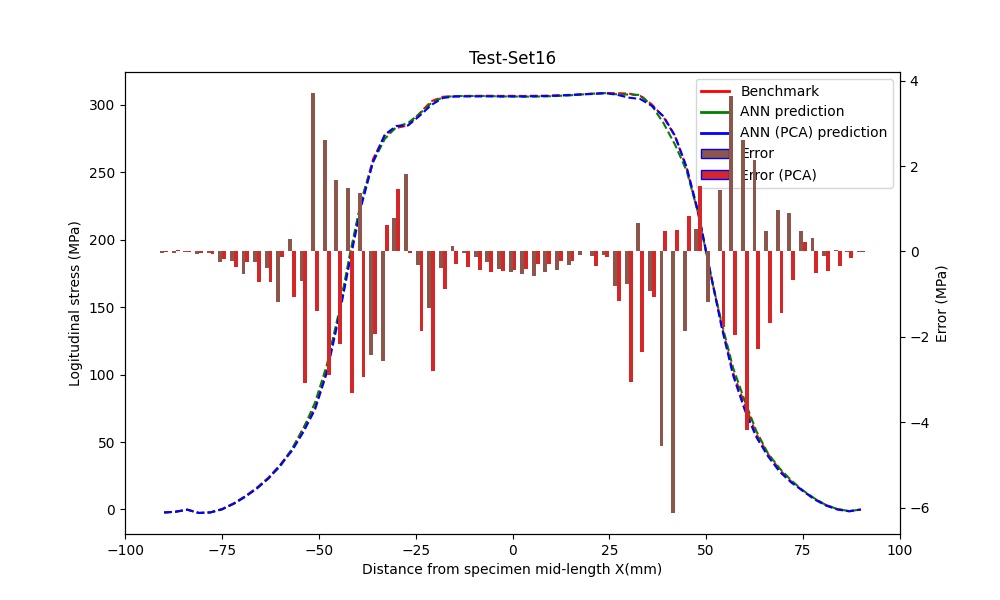 Test-Set16
Benchmark
ANN prediction
ANN (PCA) prediction
Error
Error (PCA)
300
250
200
150
100
50
0
Logitudinal stress (MPa)
4
2
0
−2
−4
−6
Error (MPa)
−100
−75
−50
−25
0
25
50
75
100
Distance from specimen mid-length X(mm)